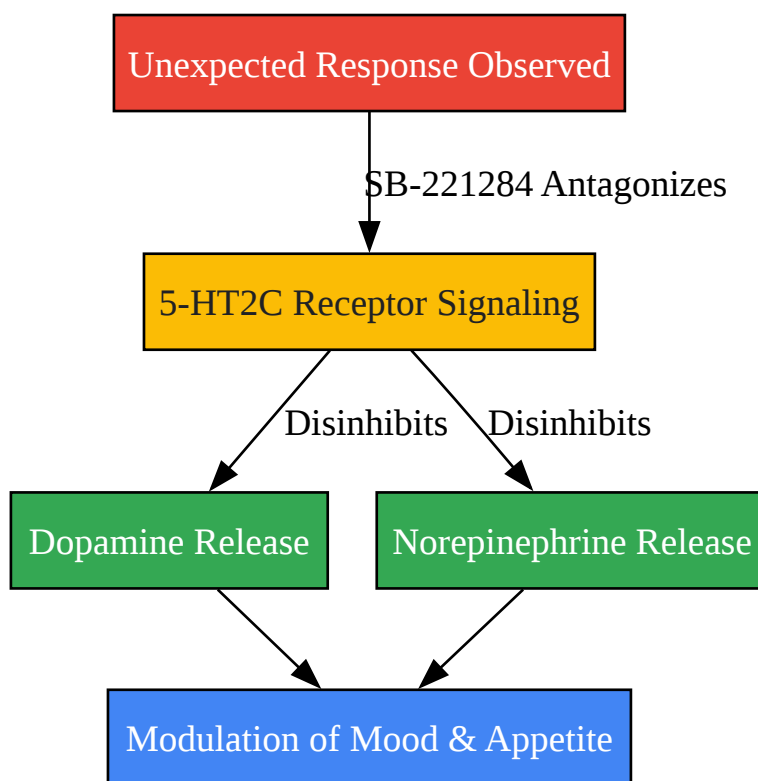 Unexpected Response Observed
SB-221284 Antagonizes
5-HT2C Receptor Signaling
Disinhibits
Disinhibits
Dopamine Release
Norepinephrine Release
Modulation of Mood & Appetite